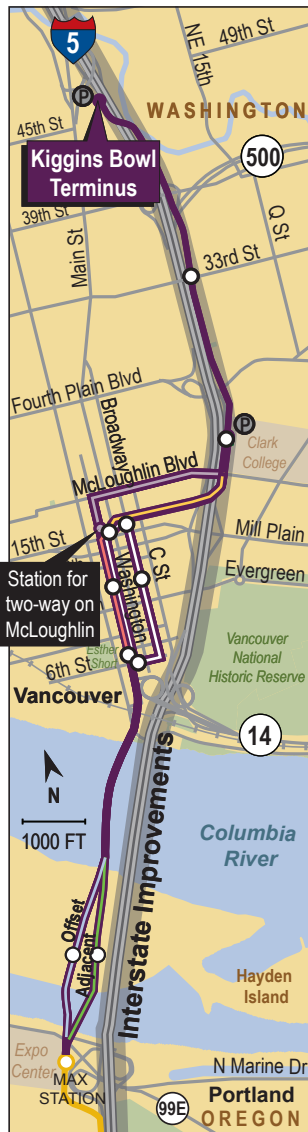 5
NE 15th
49th St
P
WASHINGTON
45th St
Kiggins Bowl
Terminus
500
39th St
Main St
Q St
33rd St
Fourth Plain Blvd
Broadway
P
Clark
College
McLoughlin Blvd
15th St
Mill Plain
C St
Washington
Evergreen
Station for
two-way on
McLoughlin
Esther
Short
6th St
Vancouver
National
Historic Reserve
Vancouver
14
N
1000 FT
Interstate Improvements
Columbia
River
Offset
Adjacent
Hayden
Island
Expo
Center
MAX
STATION
N Marine Dr
Portland
99E
OREGON